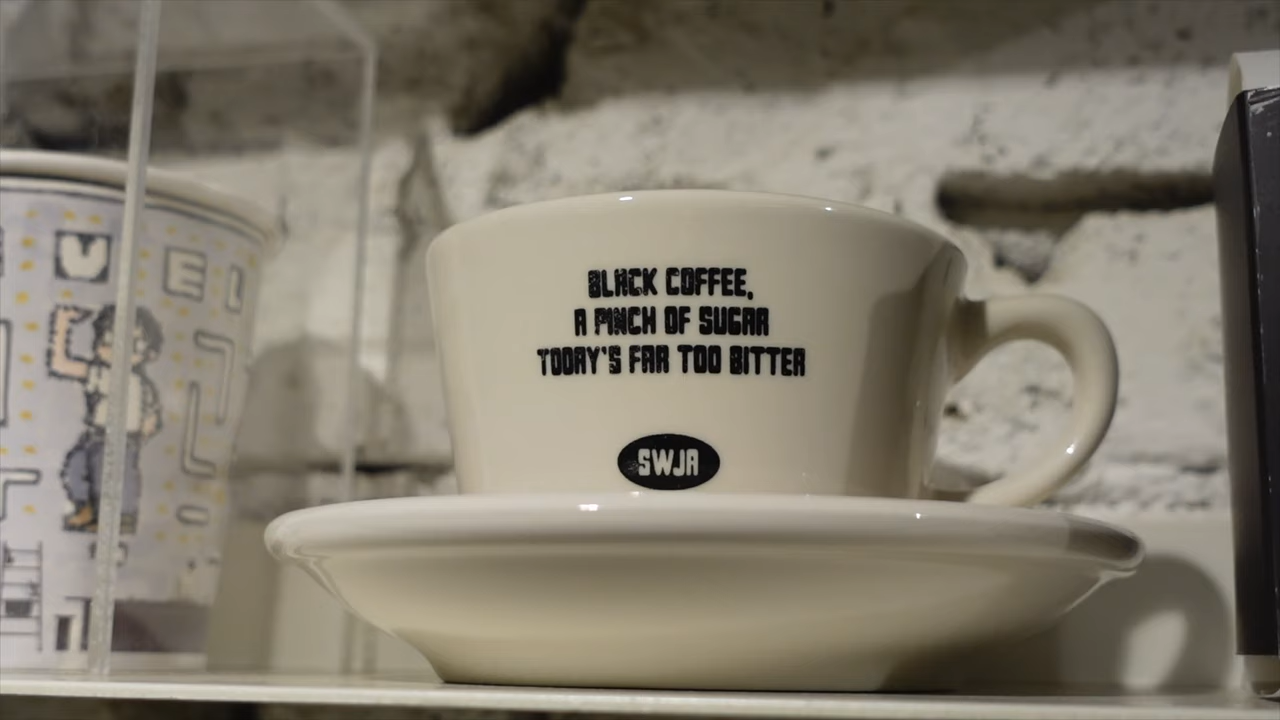 BLACK COFFEE,
A PINCH OF SUGAR
TODAY'S FAR TOO BITTER
SWJA